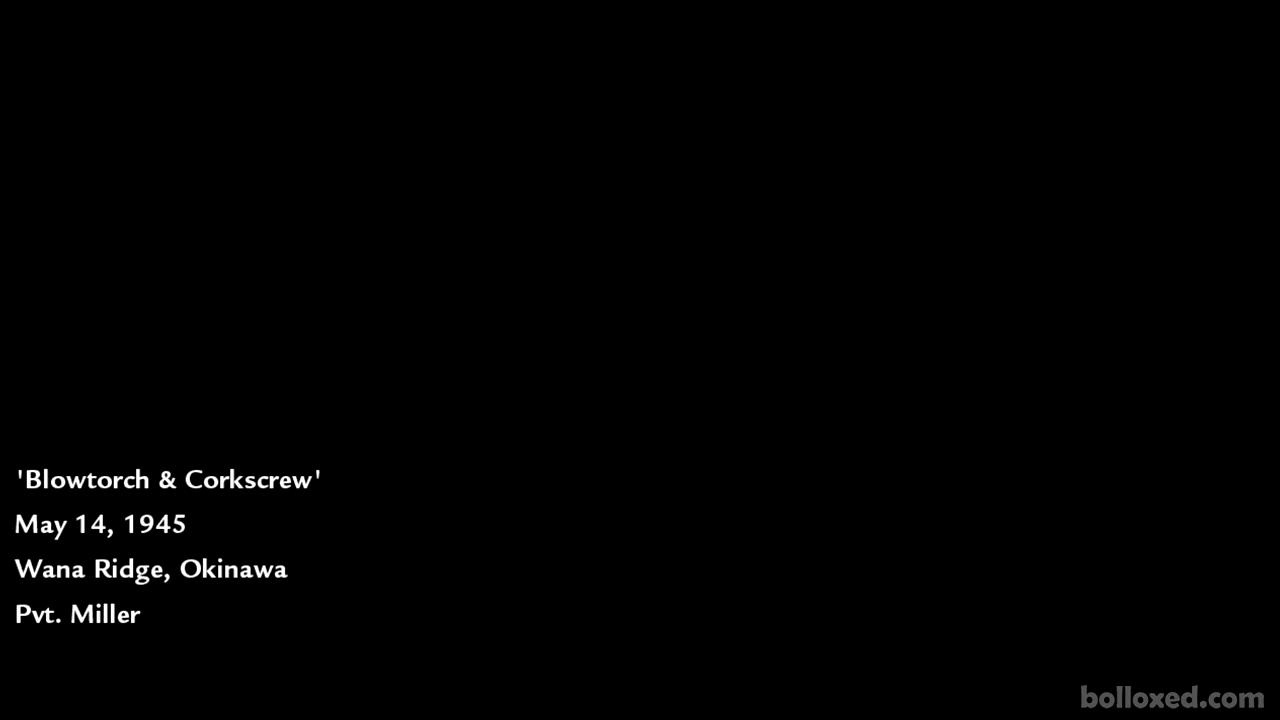 'Blowtorch & Corkscrew'
May 14, 1945
Wana Ridge, Okinawa
Pvt. Miller
bolloxed.com